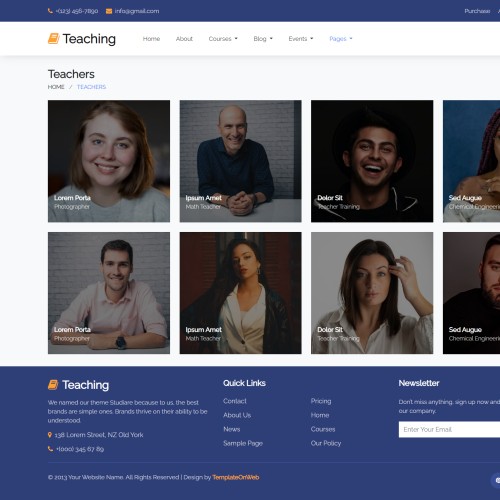 +(123) 456-7890 info@gmail.com Purchase
Teaching Home About Courses Blog Events Pages
Teachers
HOME / TEACHERS
Lorem Porta
Photographer
Ipsum Amet
Math Teacher
Dolor Sit
Teacher Training
Sed Augue
Chemical Engineeri
Lorem Porta
Photographer
Ipsum Amet
Math Teacher
Dolor Sit
Teacher Training
Sed Augue
Chemical Engineeri
Teaching
We named our theme Studiare because to us, the best
brands are simple ones. Brands thrive on their ability to be
understood.
138 Lorem Street, NZ Old York
+(000) 345 67 89
Quick Links
Contact
About Us
News
Sample Page
Pricing
Home
Courses
Our Policy
Newsletter
Don't miss anything, sign up now and
our company.
Enter Your Email
© 2013 Your Website Name. All Rights Reserved | Design by TemplateOnWeb